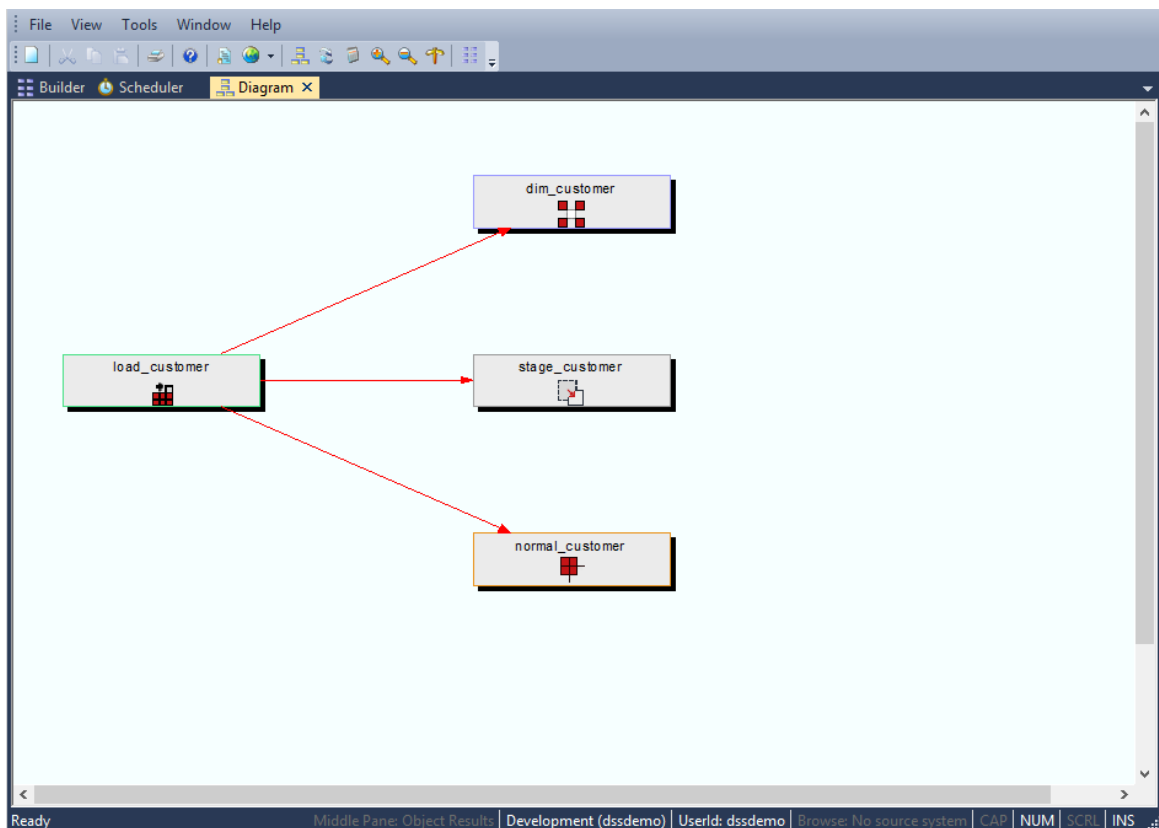 File View Tools Window Help
Builder Scheduler Diagram
dim_customer
load_customer
stage_customer
normal_customer
Ready Middle Pane: Object Results Development (dssdemo) UserId: dssdemo Browse: No source system CAP NUM SCRL INS